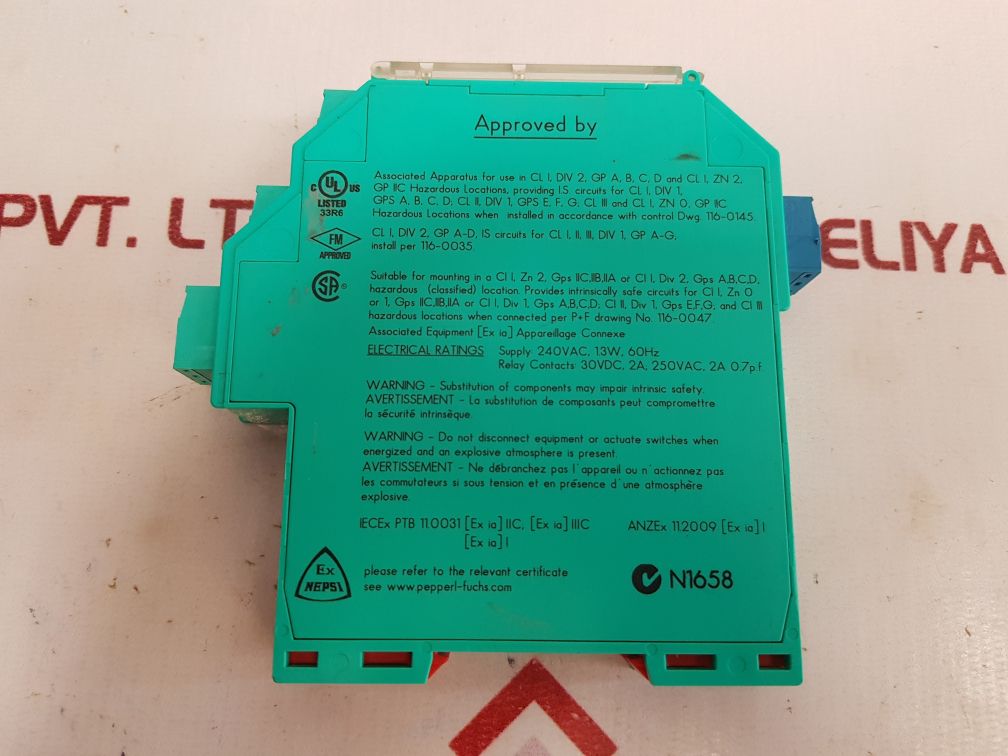 Approved by
Associated Apparatus for use in CL I, DIV 2, GP A, B, C, D and CL I, ZN 2,
GP IIC Hazardous Locations, providing I.S. circuits for CL I, DIV 1,
GPS A, B, C, D; CL II, DIV 1, GPS E, F, G; CL III and CL I, ZN 0, GP IIC
Hazardous Locations when installed in accordance with control Dwg. 116-0145.
C UL US
LISTED
33R6
CL I, DIV 2, GP A-D, IS circuits for CL I, II, III, DIV 1, GP A-G;
install per 116-0035.
FM
APPROVED
SA ®
Suitable for mounting in a Cl I, Zn 2, Gps IIC,IIB,IIA or Cl I, Div 2, Gps A,B,C,D,
hazardous (classified) location. Provides intrinsically safe circuits for Cl I, Zn 0
or 1, Gps IIC,IIB,IIA or Cl I, Div 1, Gps A,B,C,D; Cl II, Div 1, Gps E,F,G; and Cl III
hazardous locations when connected per P+F drawing No. 116-0047.
Associated Equipment [Ex ia] Appareillage Connexe
ELECTRICAL RATINGS Supply: 240VAC, 1.3W, 60Hz
Relay Contacts: 30VDC, 2A; 250VAC, 2A 0.7p.f.
WARNING - Substitution of components may impair intrinsic safety.
AVERTISSEMENT - La substitution de composants peut compromettre
la sécurité intrinsèque.
WARNING - Do not disconnect equipment or actuate switches when
energized and an explosive atmosphere is present.
AVERTISSEMENT - Ne débranchez pas l´appareil ou n´actionnez pas
les commutateurs si sous tension et en présence d´une atmosphère
explosive.
IECEx PTB 11.0031 [Ex ia] IIC, [Ex ia] IIIC
[Ex ia] I
ANZEx 11.2009 [Ex ia] I
Ex
NEPSI
please refer to the relevant certificate
see www.pepperl-fuchs.com
N1658
PVT. LT
ELIYA